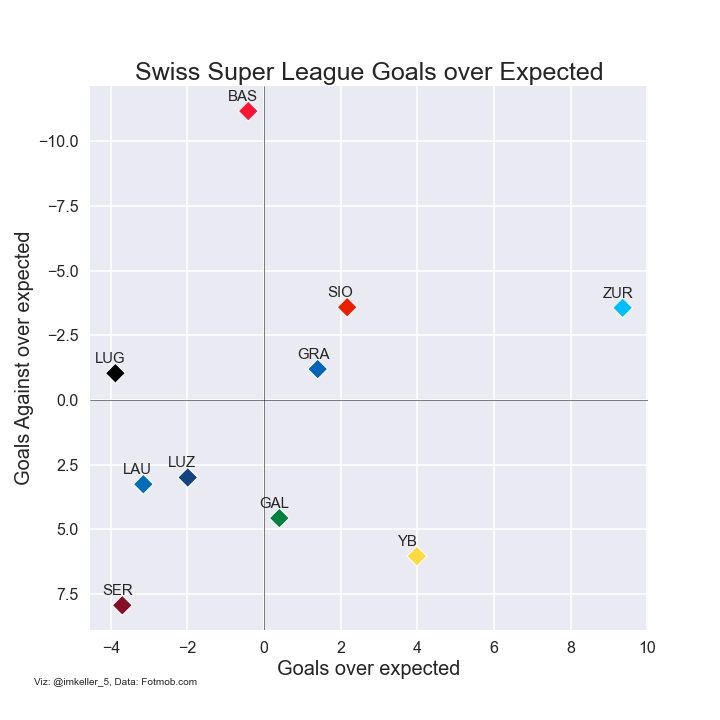 Swiss Super League Goals over Expected
BAS
−10.0
−7.5
−5.0
SIO
ZUR
−2.5
GRA
LUG
0.0
LAU
LUZ
2.5
GAL
5.0
YB
7.5
SER
Goals Against over expected
−4
−2
0
2
4
6
8
10
Goals over expected
Viz: @imkeller_5, Data: Fotmob.com